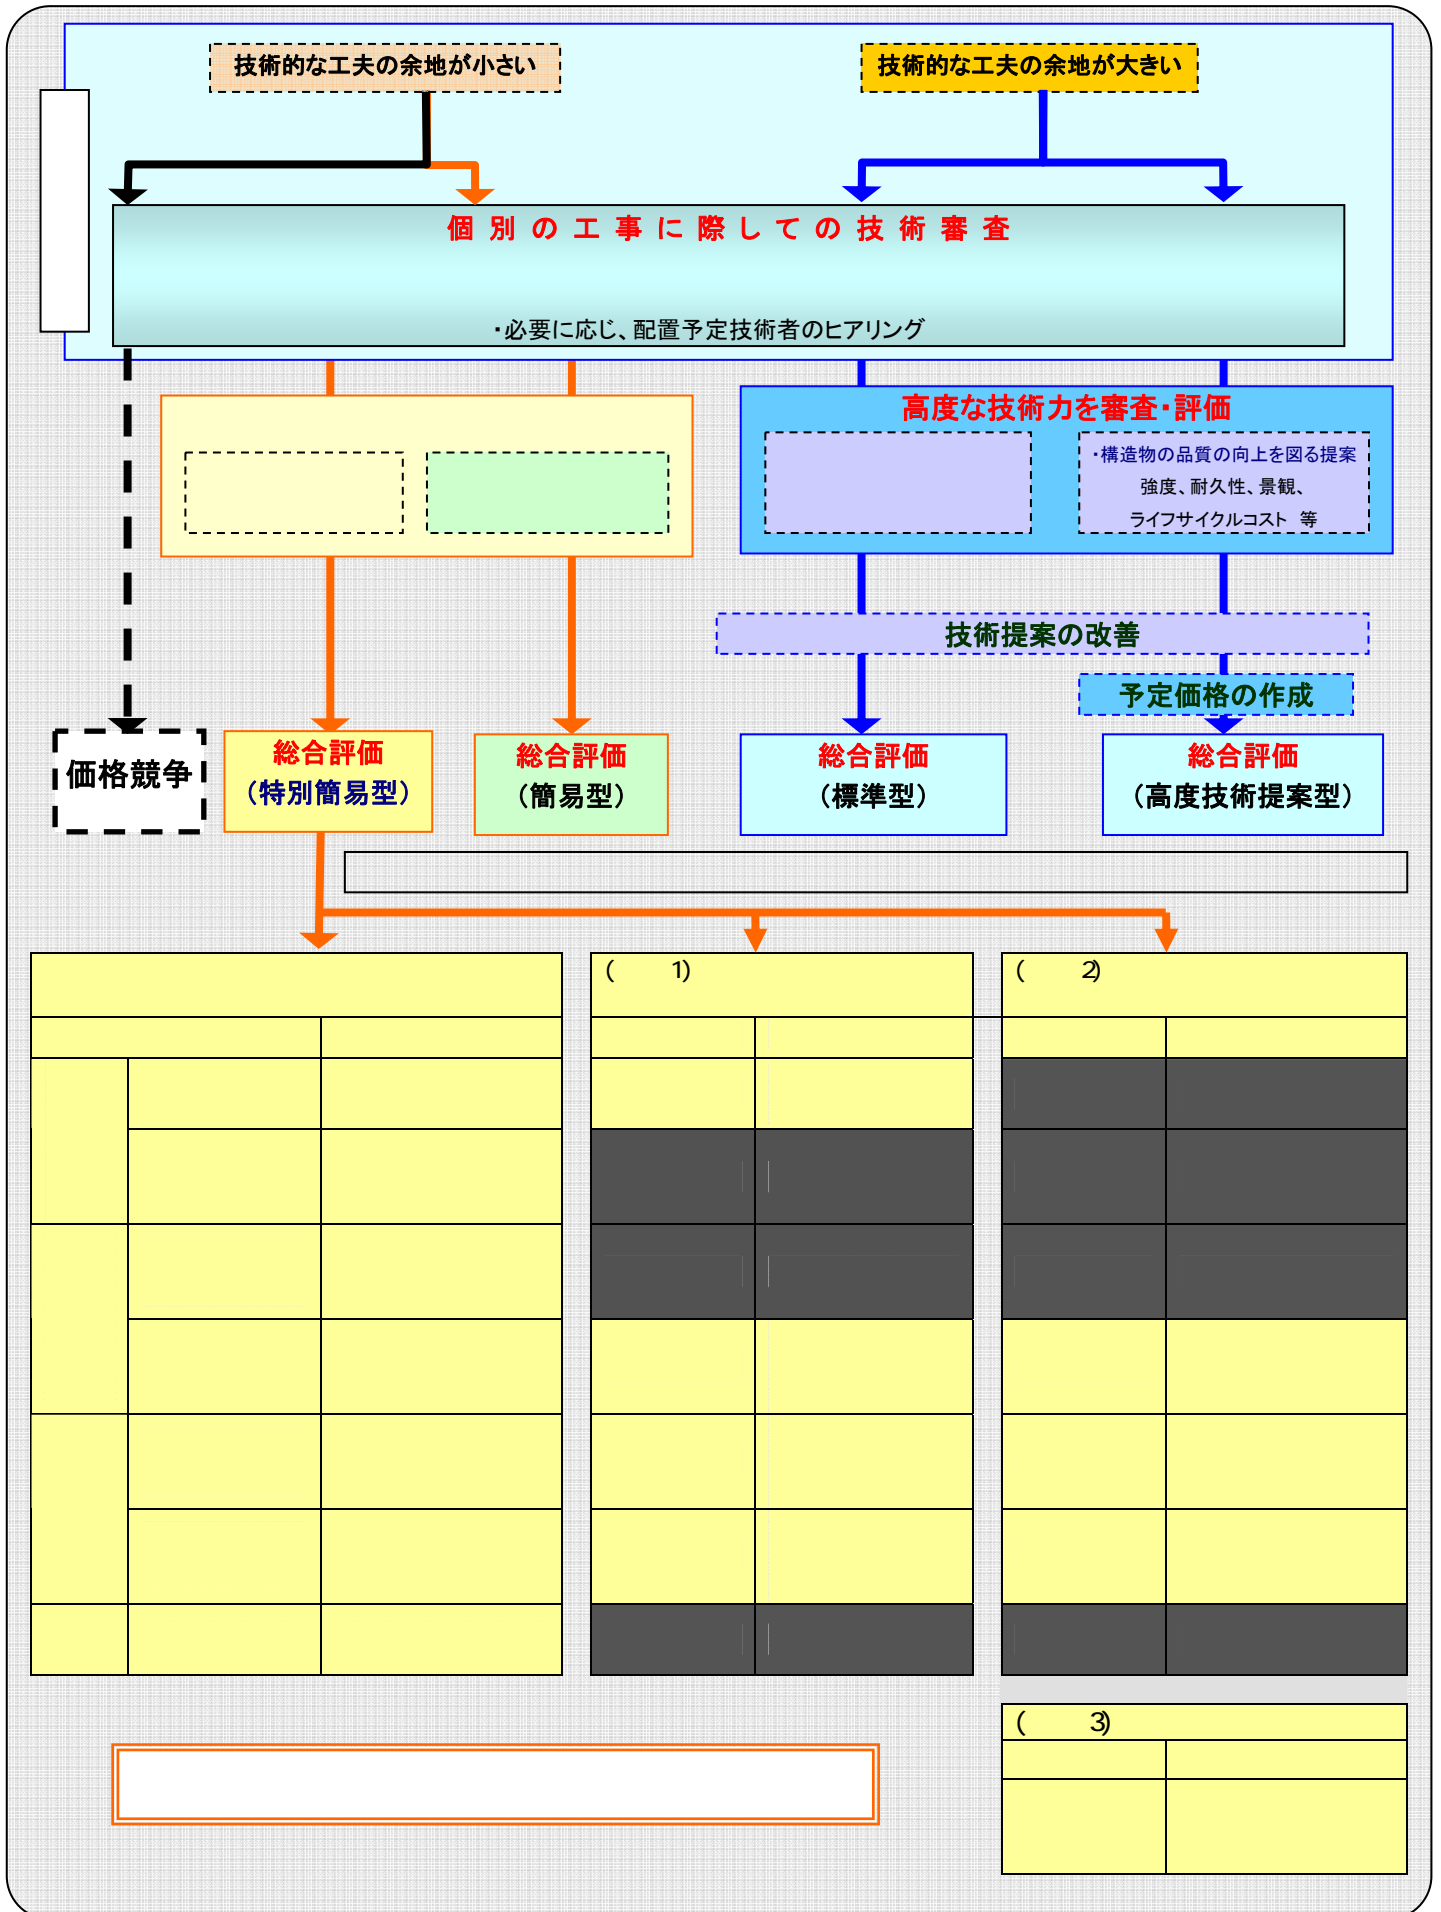 技術的な工夫の余地が小さい
技術的な工夫の余地が大きい
個別の工事に際しての技術審査
・必要に応じ、配置予定技術者のヒアリング
高度な技術力を審査・評価
・構造物の品質の向上を図る提案
強度、耐久性、景観、
ライフサイクルコスト 等
技術提案の改善
予定価格の作成
価格競争
総合評価
（特別簡易型）
総合評価
（簡易型）
総合評価
（標準型）
総合評価
（高度技術提案型）
( 1)
( 2)
( 3)